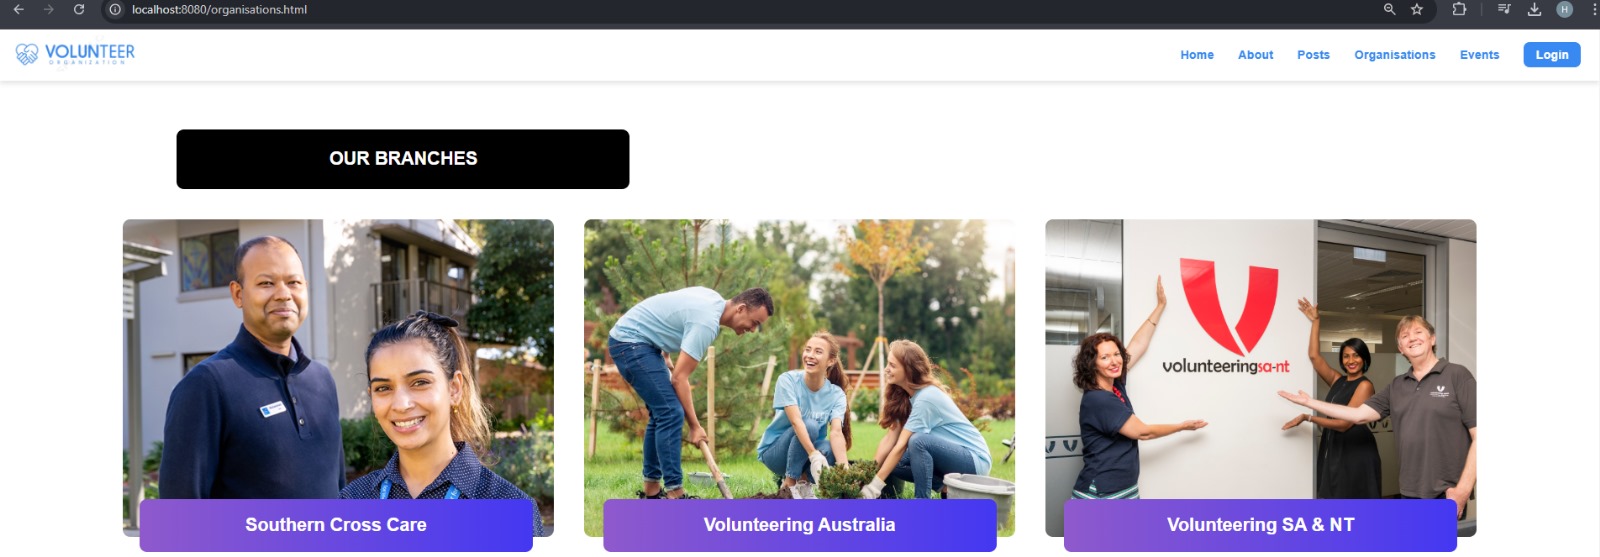 localhost:8080/organisations.html
H
VOLUNTEER
ORGANIZATION
Home About Posts Organisations Events Login
OUR BRANCHES
volunteeringsa-nt
Southern Cross Care
Volunteering Australia
Volunteering SA & NT